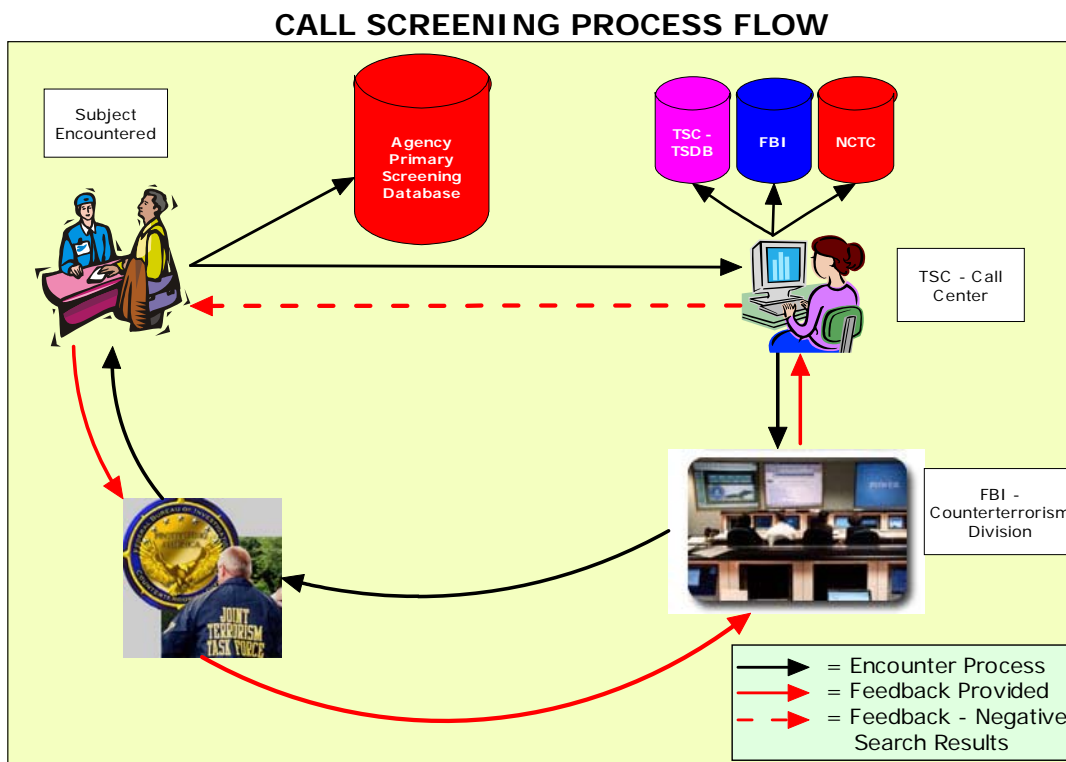 CALL SCREENING PROCESS FLOW
Subject
Encountered
Agency
Primary
Screening
Database
TSC -
TSDB
FBI
NCTC
TSC - Call
Center
FBI -
Counterterrorism
Division
JOINT
TERRORISM
TASK FORCE
= Encounter Process
= Feedback Provided
= Feedback - Negative
Search Results